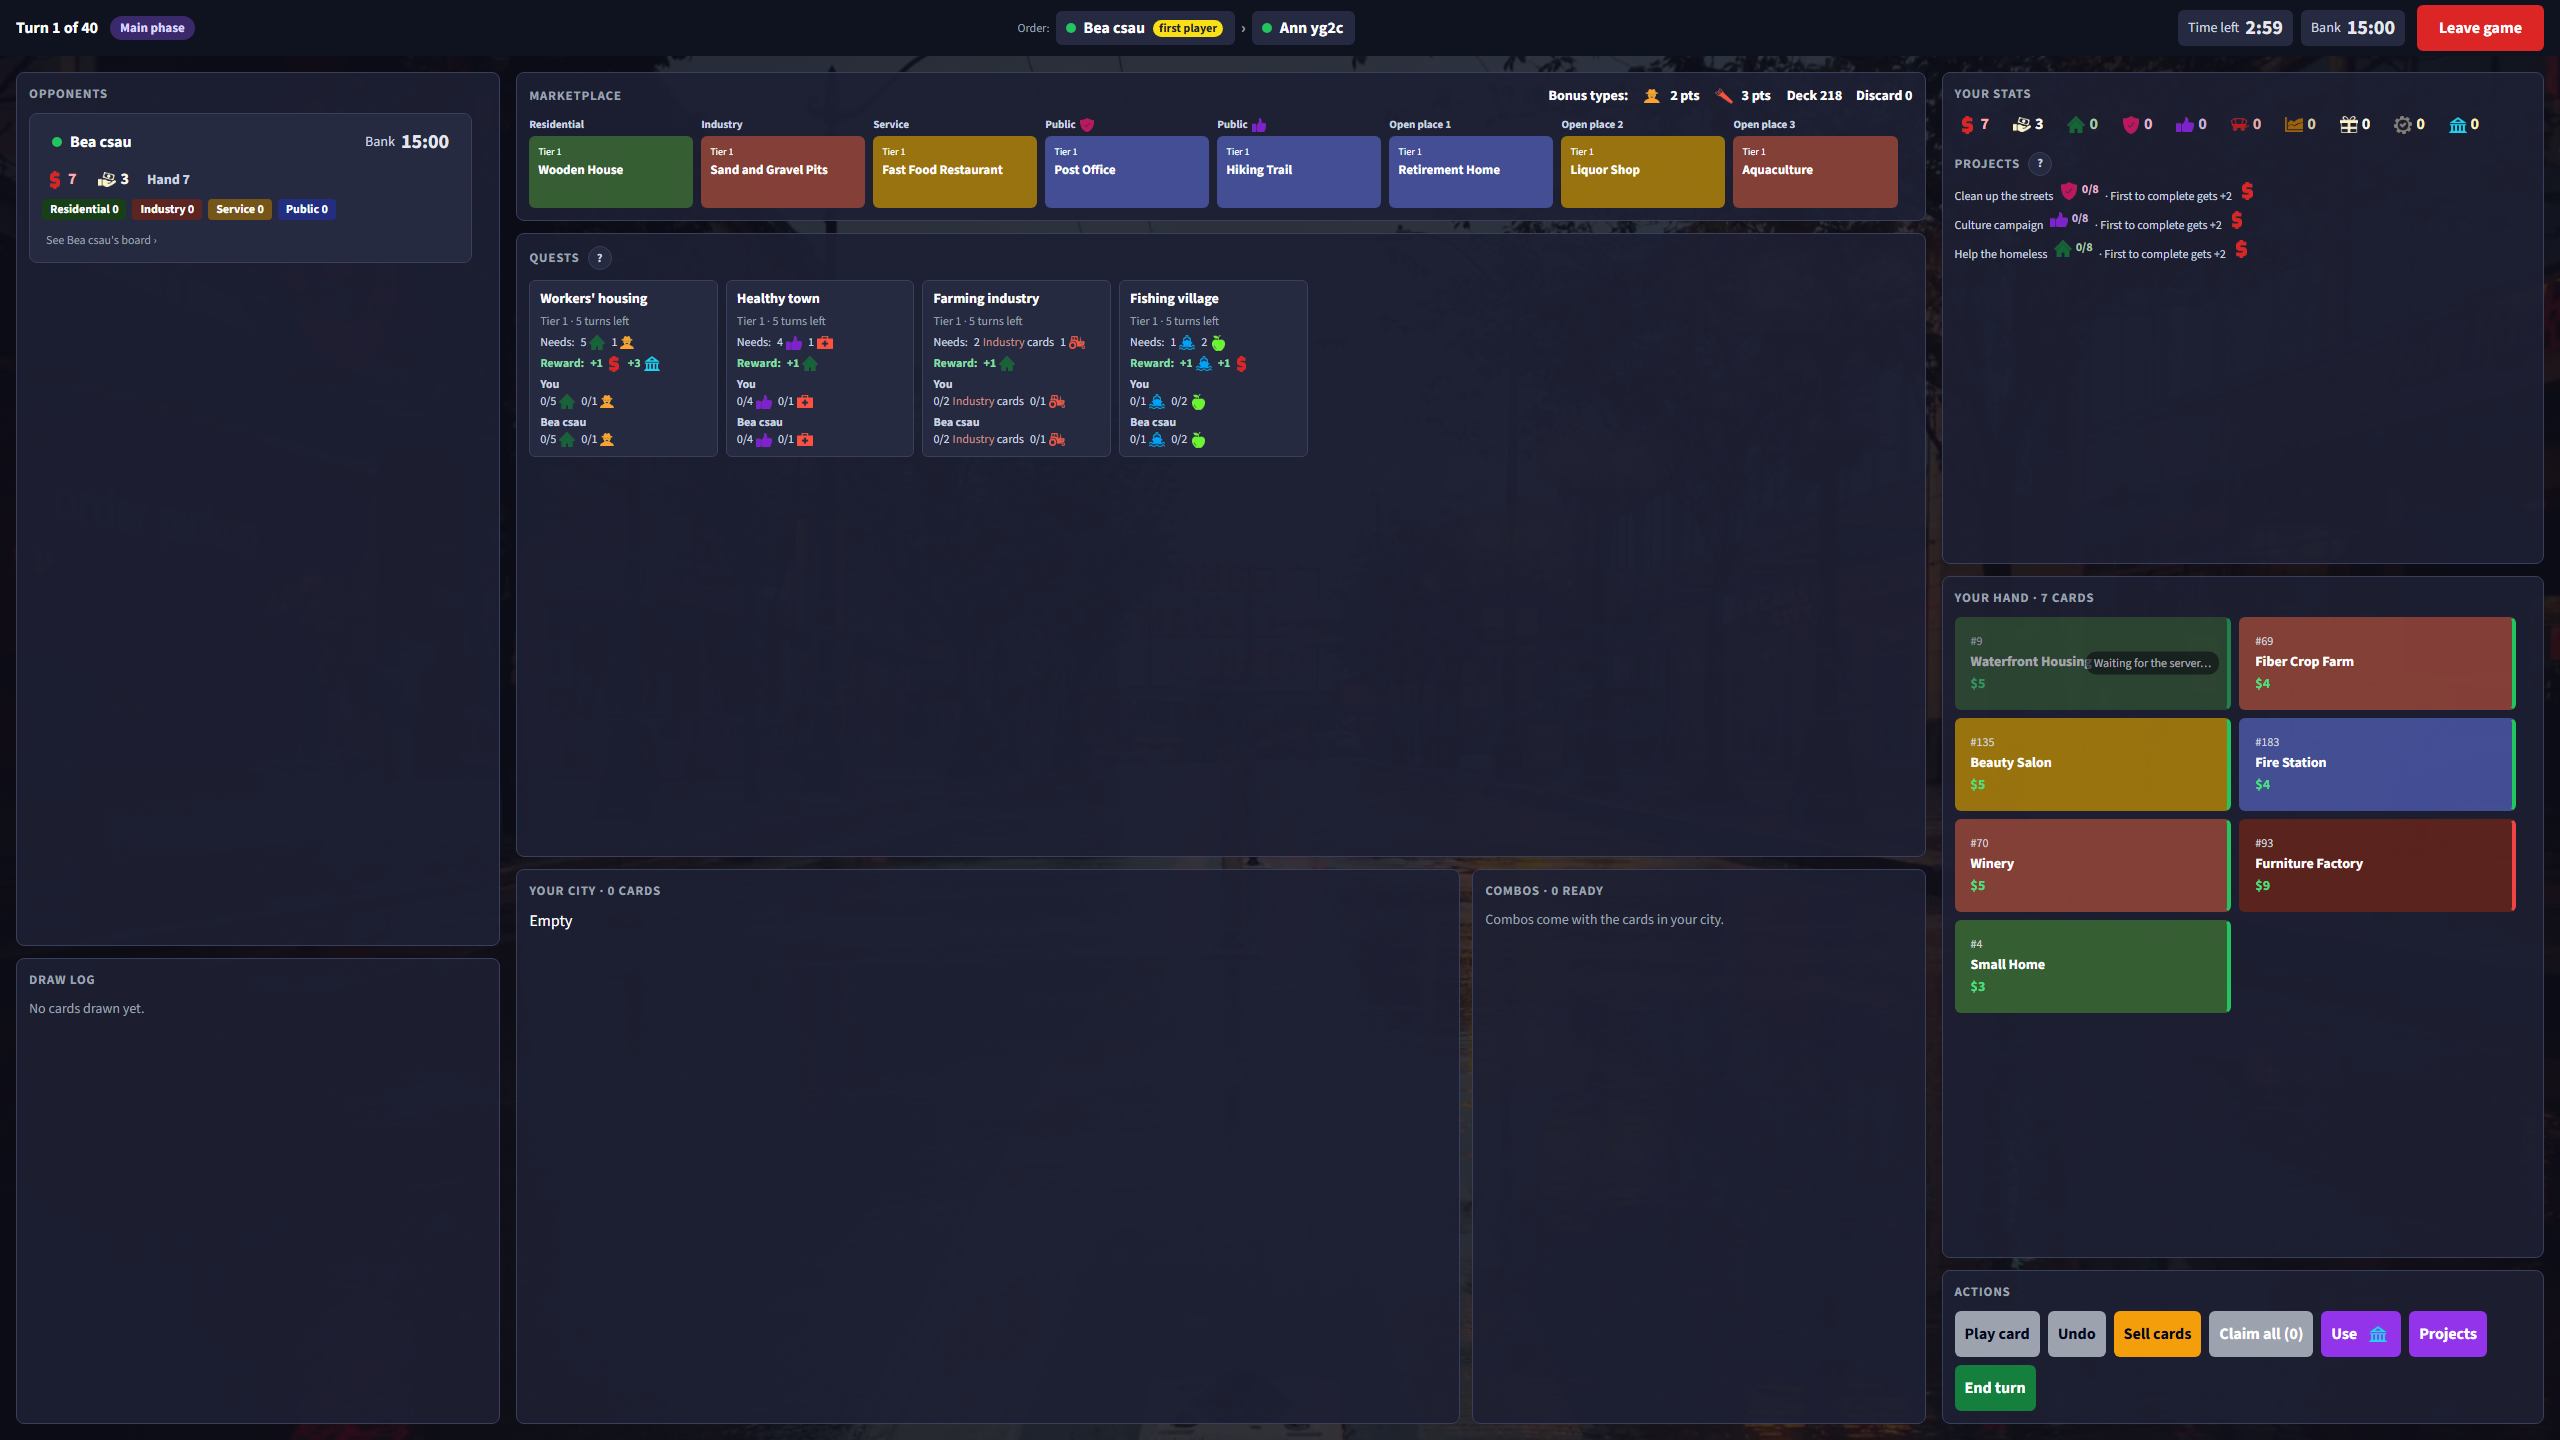 Turn 1 of 40 Main phase
Order: Bea csau first player › Ann yg2c
Time left 2:59 Bank 15:00 Leave game
OPPONENTS
Bea csau Bank 15:00
7 3 Hand 7
Residential 0 Industry 0 Service 0 Public 0
See Bea csau's board ›
DRAW LOG
No cards drawn yet.
MARKETPLACE
Bonus types: 2 pts 3 pts Deck 218 Discard 0
Residential
Tier 1
Wooden House
Industry
Tier 1
Sand and Gravel Pits
Service
Tier 1
Fast Food Restaurant
Public
Tier 1
Post Office
Public
Tier 1
Hiking Trail
Open place 1
Tier 1
Retirement Home
Open place 2
Tier 1
Liquor Shop
Open place 3
Tier 1
Aquaculture
QUESTS ?
Workers' housing
Tier 1 · 5 turns left
Needs: 5 1
Reward: +1 +3
You
0/5 0/1
Bea csau
0/5 0/1
Healthy town
Tier 1 · 5 turns left
Needs: 4 1
Reward: +1
You
0/4 0/1
Bea csau
0/4 0/1
Farming industry
Tier 1 · 5 turns left
Needs: 2 Industry cards 1
Reward: +1
You
0/2 Industry cards 0/1
Bea csau
0/2 Industry cards 0/1
Fishing village
Tier 1 · 5 turns left
Needs: 1 2
Reward: +1 +1
You
0/1 0/2
Bea csau
0/1 0/2
YOUR CITY · 0 CARDS
Empty
COMBOS · 0 READY
Combos come with the cards in your city.
YOUR STATS
7 3 0 0 0 0 0 0 0 0
PROJECTS ?
Clean up the streets 0/8 · First to complete gets +2
Culture campaign 0/8 · First to complete gets +2
Help the homeless 0/8 · First to complete gets +2
YOUR HAND · 7 CARDS
#9
Waterfront Housing Waiting for the server…
$5
#69
Fiber Crop Farm
$4
#135
Beauty Salon
$5
#183
Fire Station
$4
#70
Winery
$5
#93
Furniture Factory
$9
#4
Small Home
$3
ACTIONS
Play card Undo Sell cards Claim all (0) Use Projects
End turn